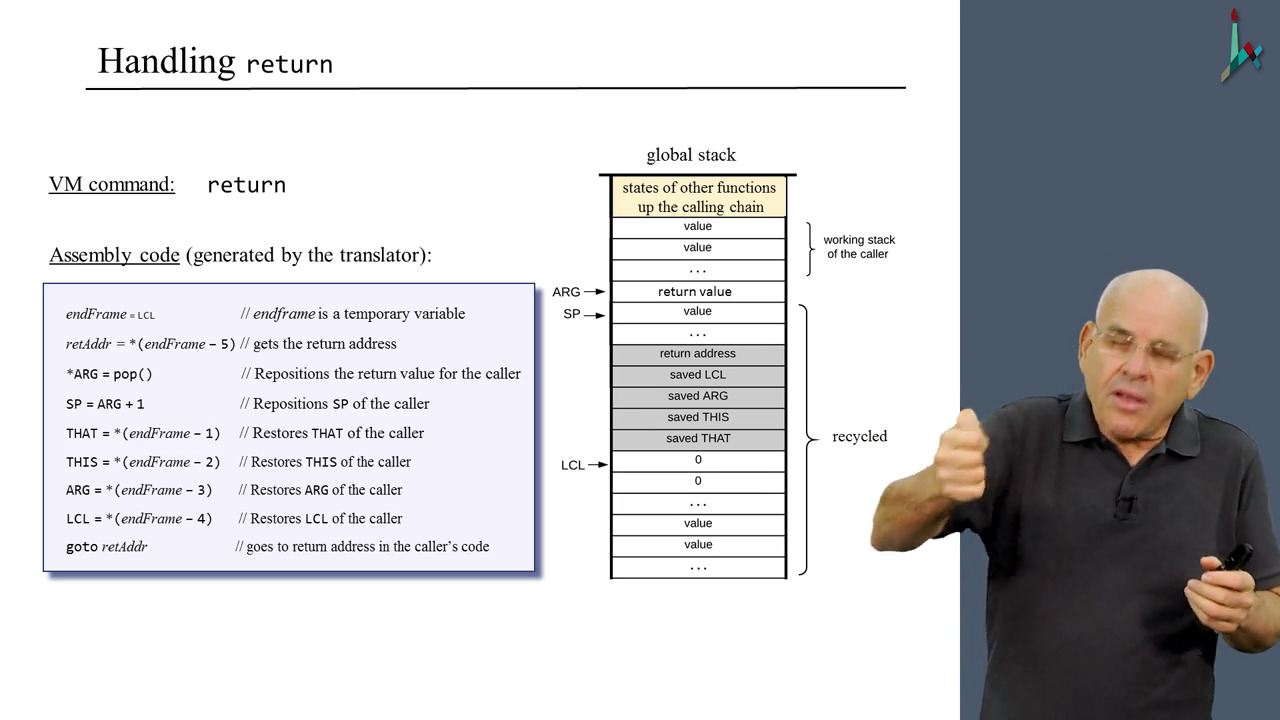 Handling return
VM command: return
Assembly code (generated by the translator):
endFrame = LCL // endframe is a temporary variable
retAddr = *(endFrame – 5) // gets the return address
*ARG = pop() // Repositions the return value for the caller
SP = ARG + 1 // Repositions SP of the caller
THAT = *(endFrame – 1) // Restores THAT of the caller
THIS = *(endFrame – 2) // Restores THIS of the caller
ARG = *(endFrame – 3) // Restores ARG of the caller
LCL = *(endFrame – 4) // Restores LCL of the caller
goto retAddr // goes to return address in the caller’s code
global stack
states of other functions
up the calling chain
value
value
...
working stack
of the caller
ARG
return value
SP
value
...
return address
saved LCL
saved ARG
saved THIS
saved THAT
recycled
LCL
0
0
...
value
value
...